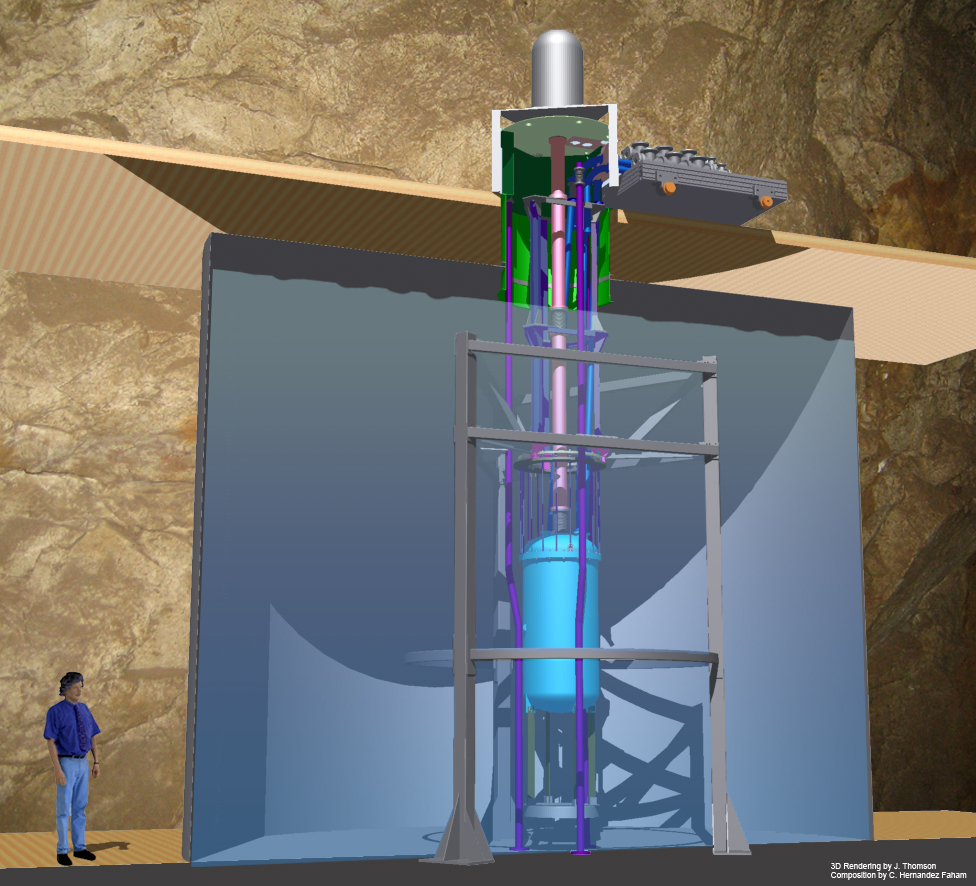 3D Rendering by J. Thomson
Composition by C. Hernandez Faham